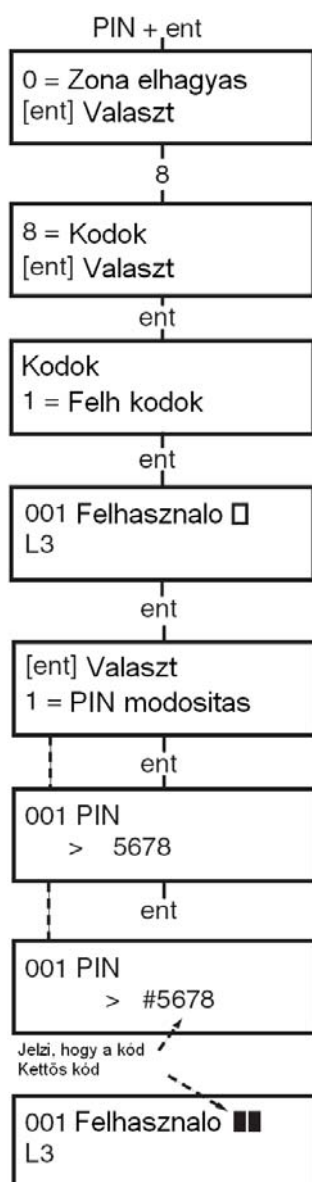 PIN + ent
0 = Zona elhagyas
[ent] Valaszt
8
8 = Kodok
[ent] Valaszt
ent
Kodok
1 = Felh kodok
ent
001 Felhasznalo
L3
ent
[ent] Valaszt
1 = PIN modositas
ent
001 PIN
> 5678
ent
001 PIN
> #5678
Jelzi, hogy a kód
Kettős kód
001 Felhasznalo
L3